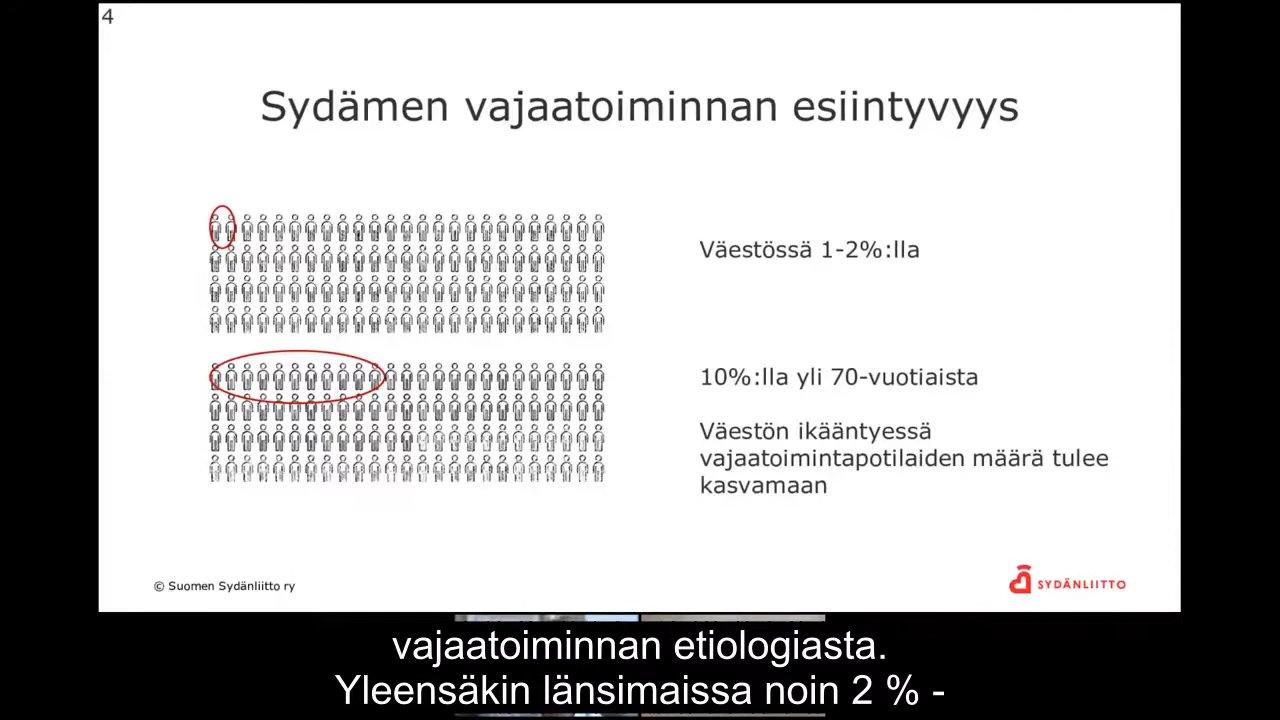 4
Sydämen vajaatoiminnan esiintyvyys
Väestössä 1-2%:lla
10%:lla yli 70-vuotiaista
Väestön ikääntyessä
vajaatoimintapotilaiden määrä tulee
kasvamaan
© Suomen Sydänliitto ry
SYDÄNLIITTO
vajaatoiminnan etiologiasta.
Yleensäkin länsimaissa noin 2 % -